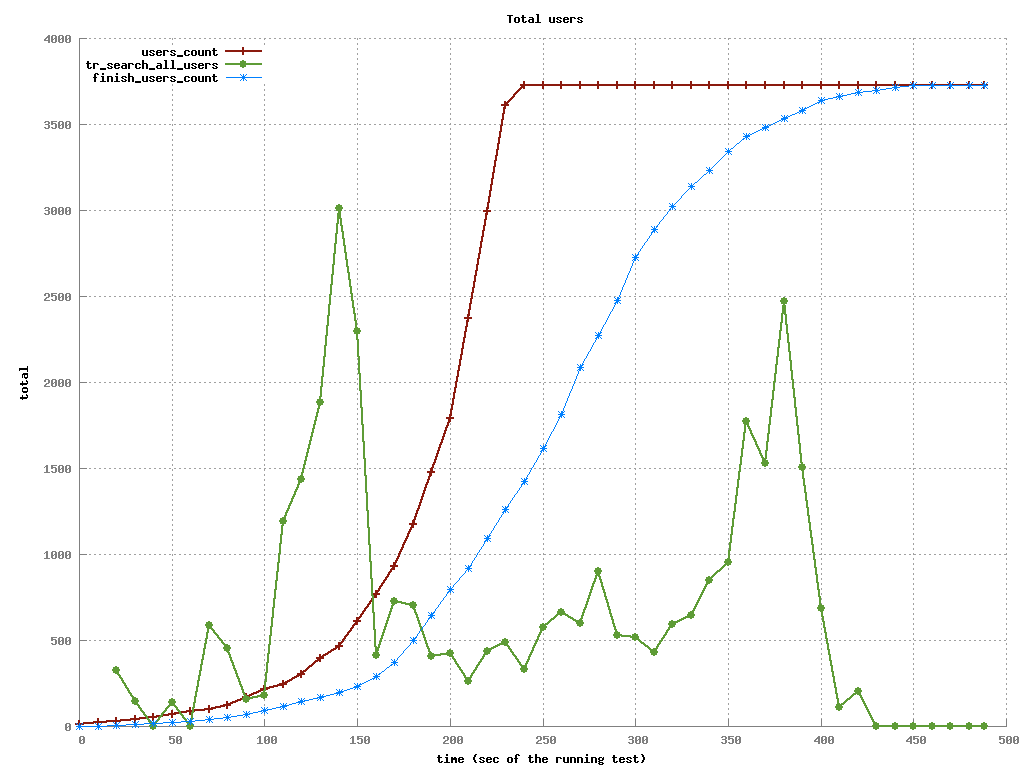 Total users
users_count
tr_search_all_users
finish_users_count
4000
3500
3000
2500
2000
1500
1000
500
0
total
0 50 100 150 200 250 300 350 400 450 500
time (sec of the running test)